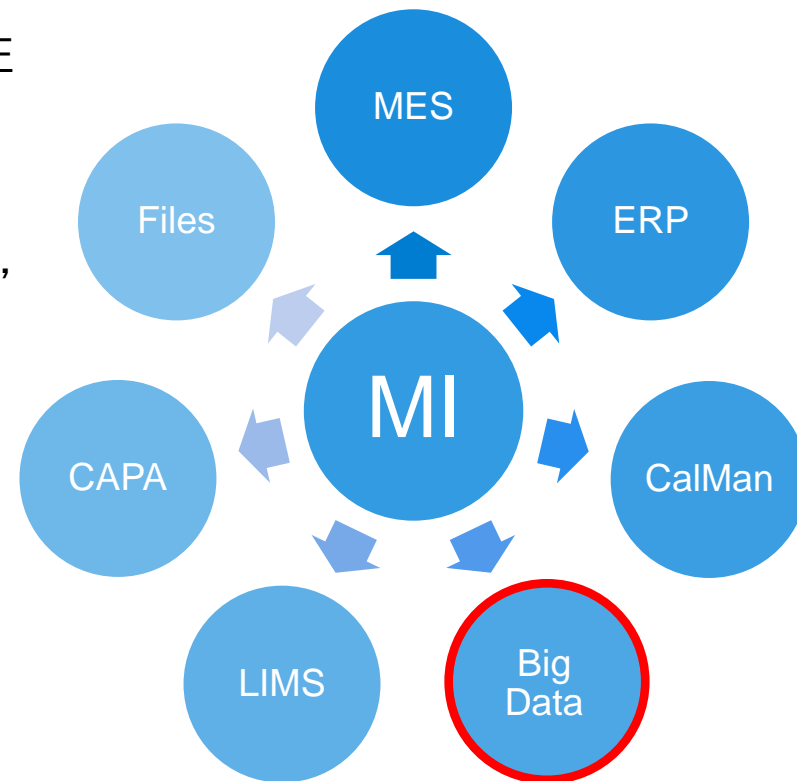 E
MES
Files
ERP
,
MI
CAPA
CalMan
LIMS
Big
Data